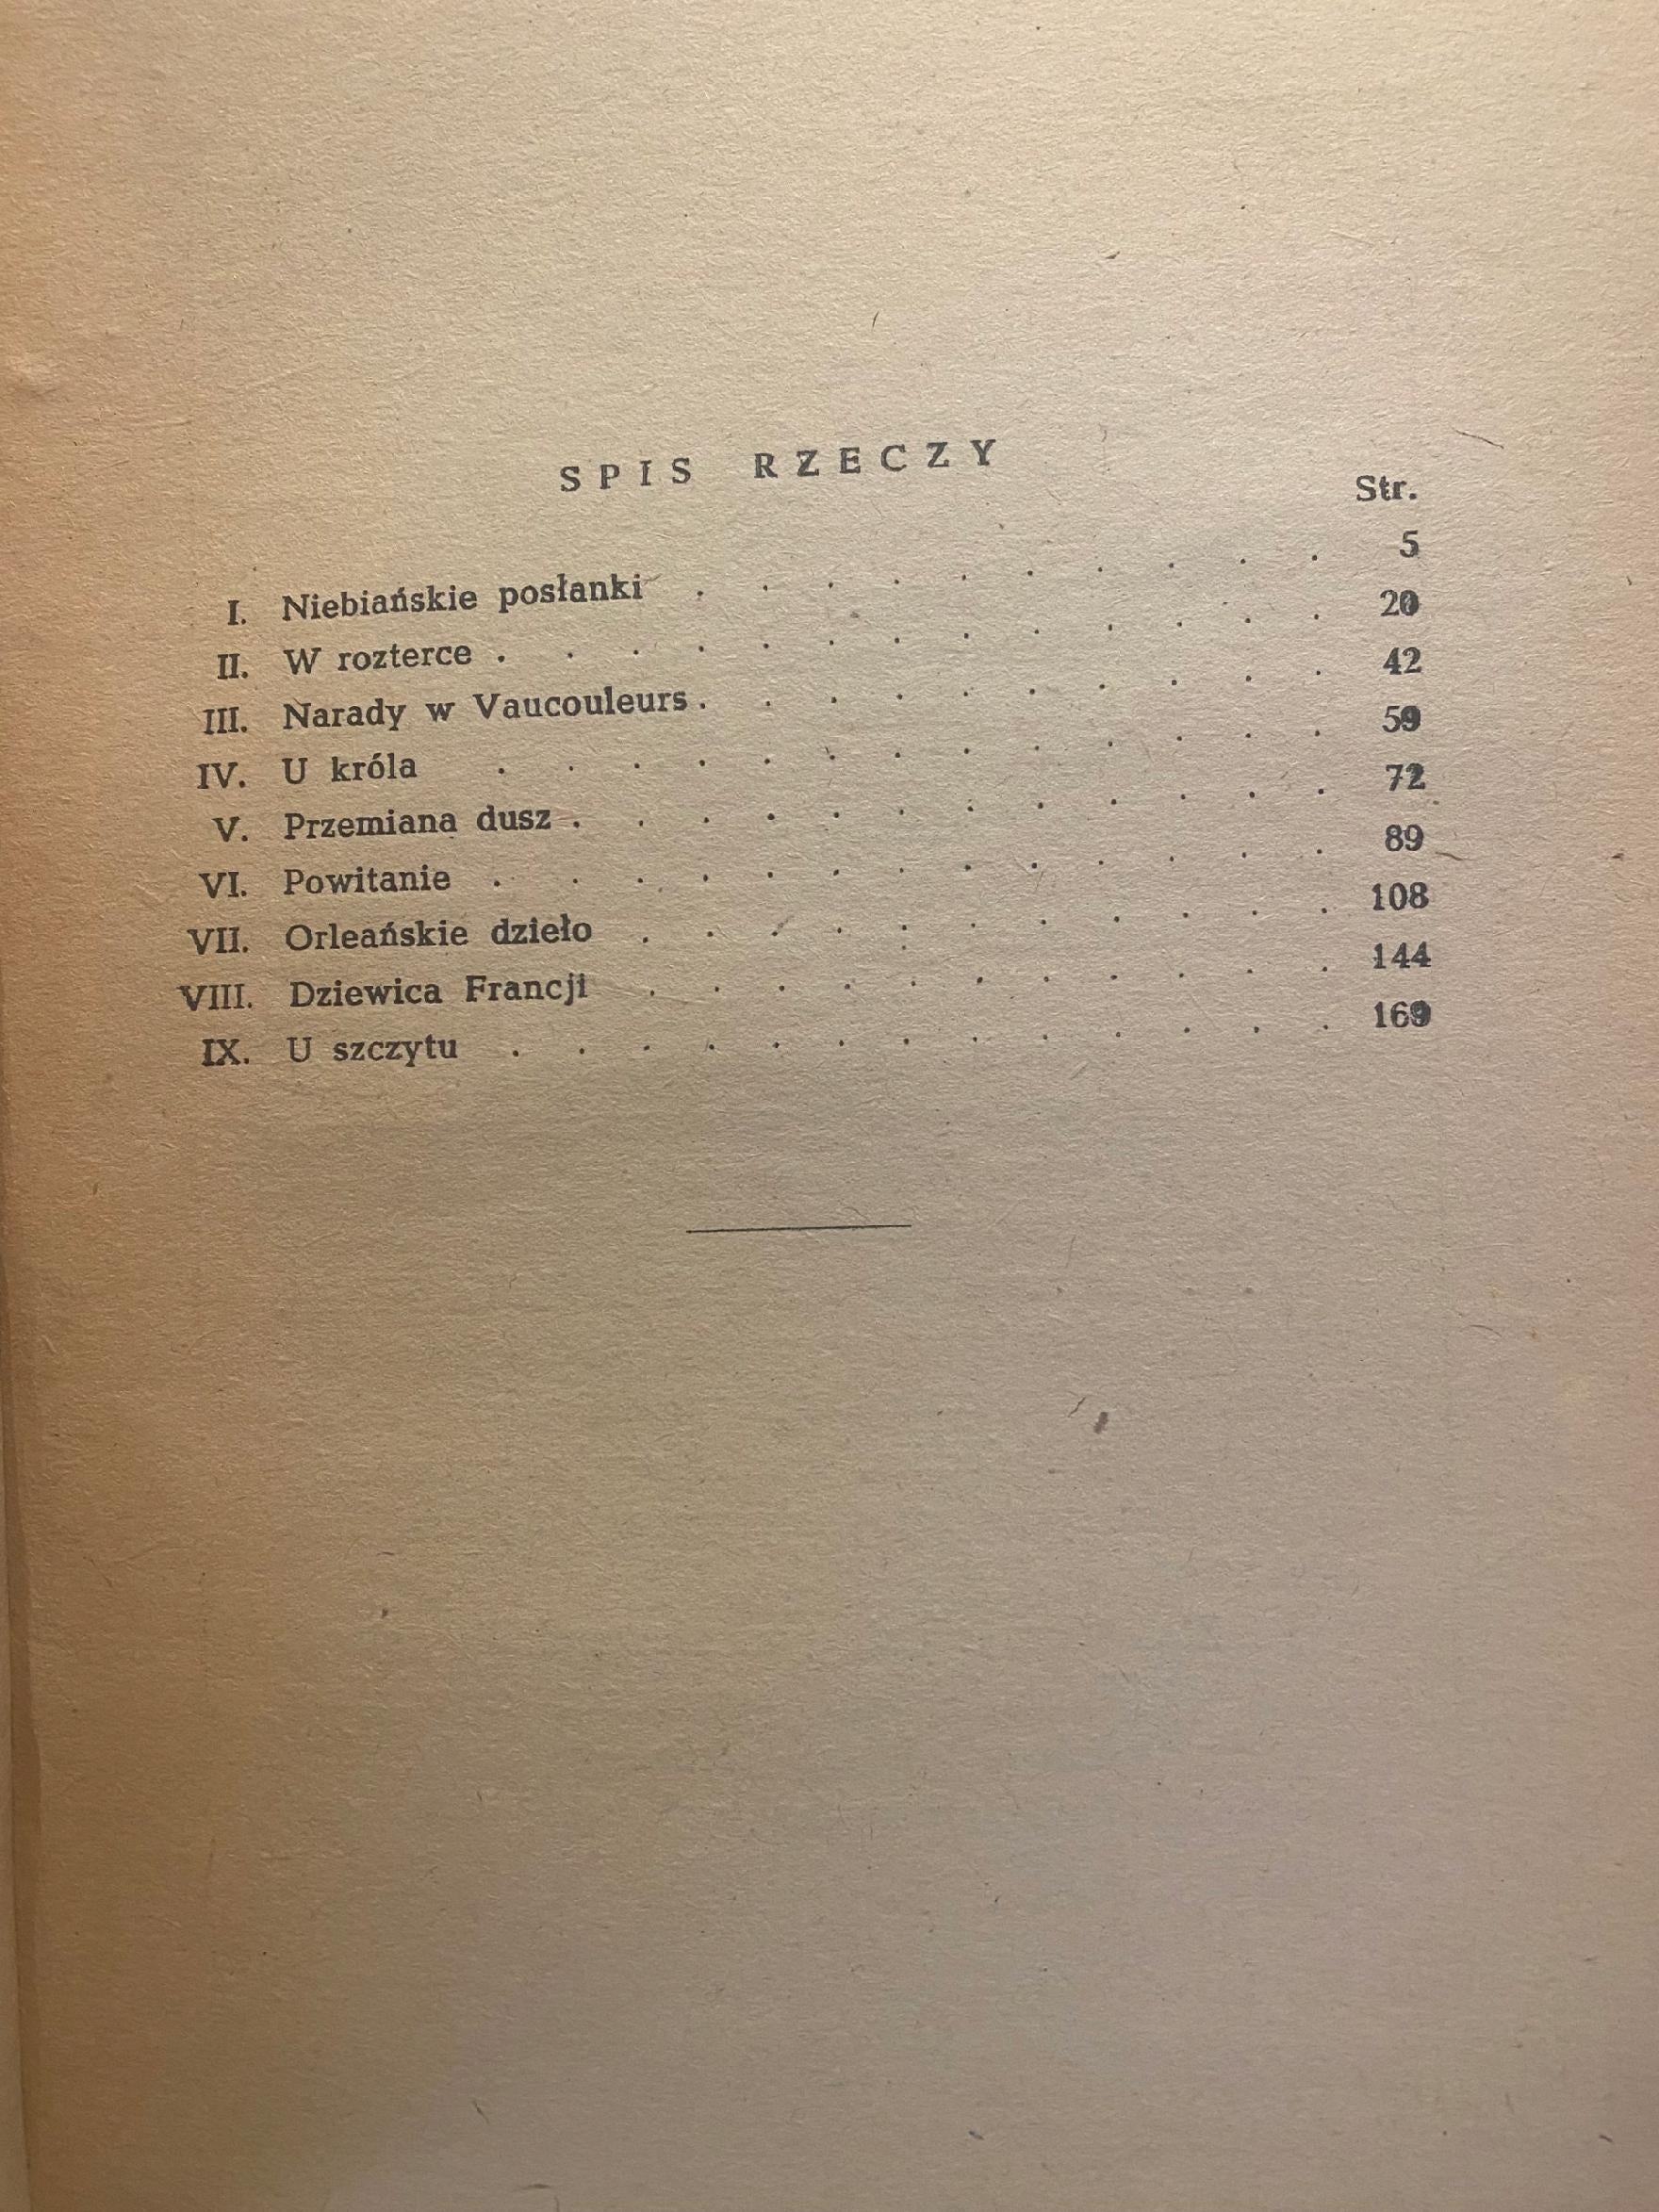 SPIS RZECZY
Str.
I. Niebiańskie posłanki . . . . . . . . . . 5
II. W rozterce . . . . . . . . . . . . . 20
III. Narady w Vaucouleurs . . . . . . . . . . 42
IV. U króla . . . . . . . . . . . . . 59
V. Przemiana dusz . . . . . . . . . . . . 72
VI. Powitanie . . . . . . . . . . . . . 89
VII. Orleańskie dzieło . . . . . . . . . . . 108
VIII. Dziewica Francji . . . . . . . . . . . 144
IX. U szczytu . . . . . . . . . . . . . 169